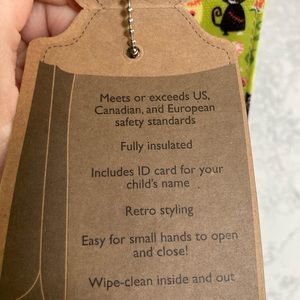 Meets or exceeds US,
Canadian, and European
safety standards
Fully insulated
Includes ID card for your
child's name
Retro styling
Easy for small hands to open
and close!
Wipe-clean inside and out